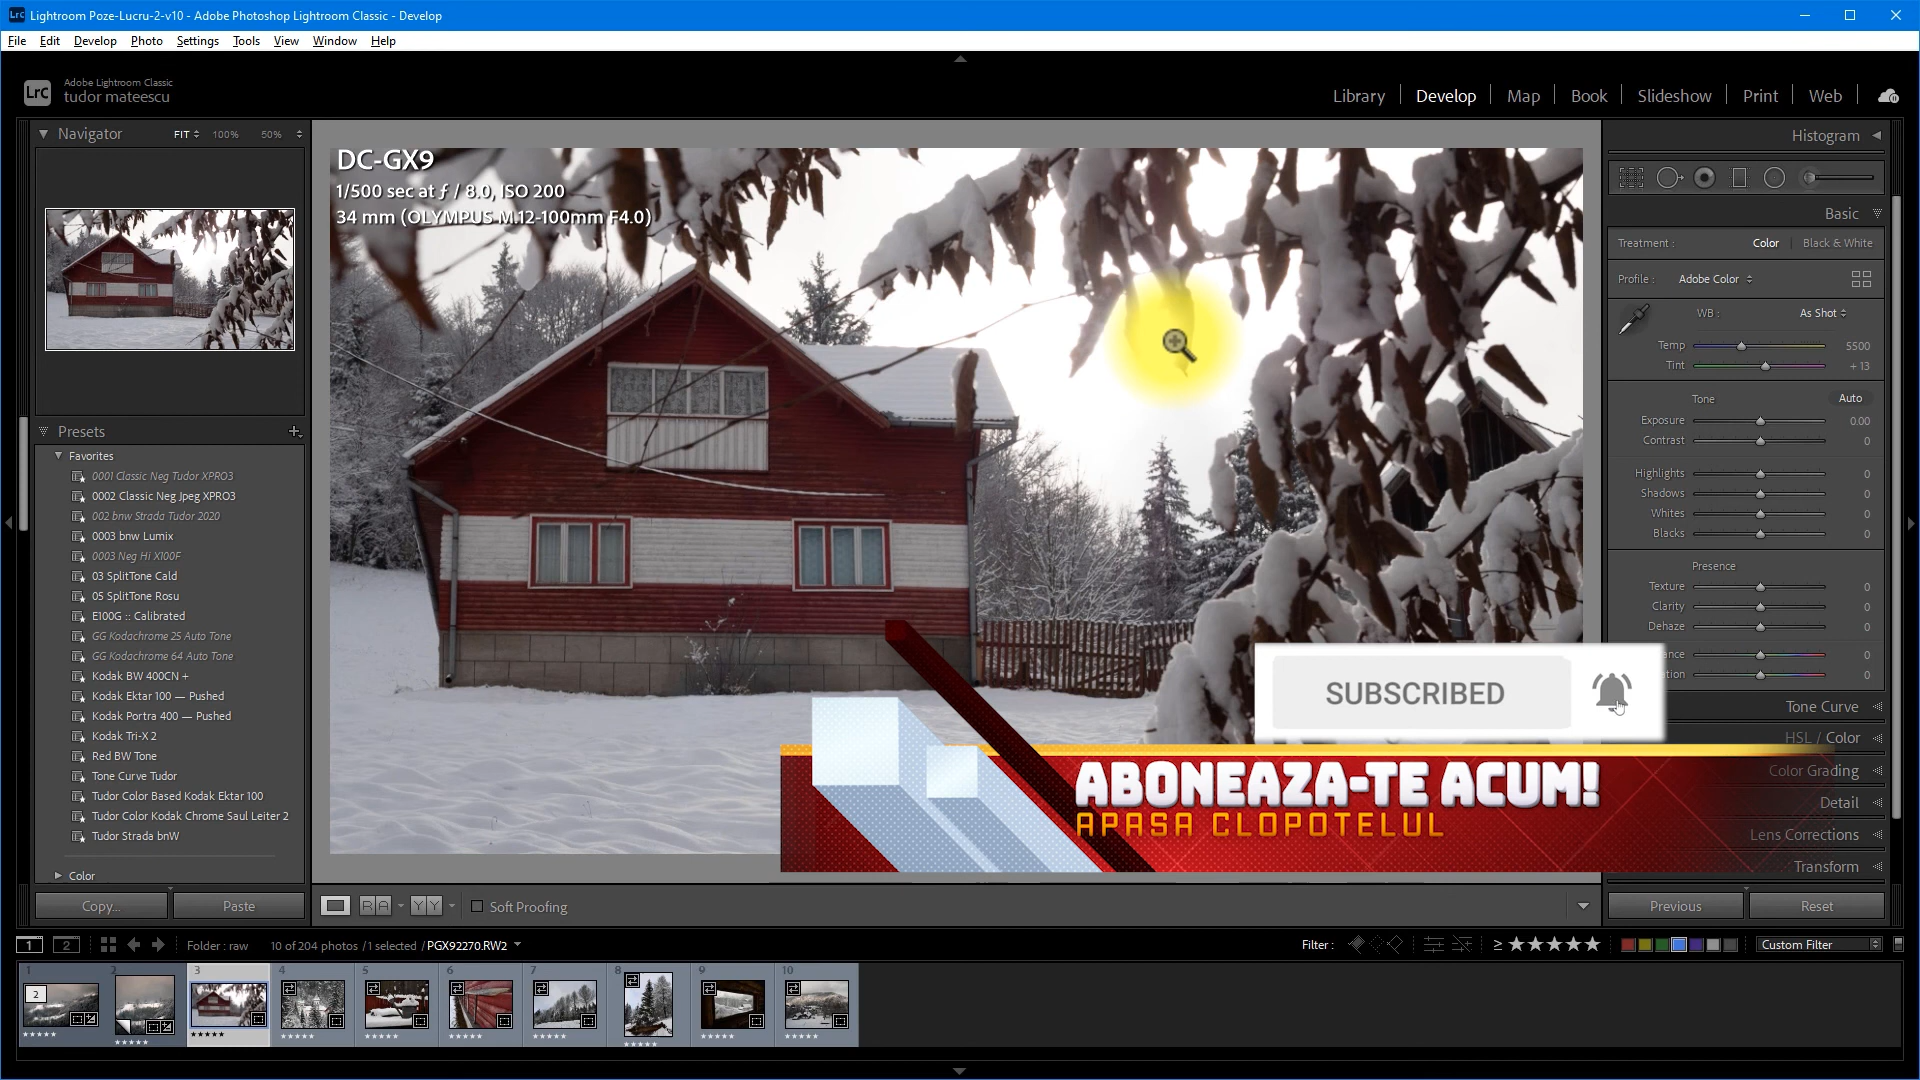 Lightroom Poze-Lucru-2-v10 - Adobe Photoshop Lightroom Classic - Develop
File Edit Develop Photo Settings Tools View Window Help
LrC
Adobe Lightroom Classic
tudor mateescu
Library Develop Map Book Slideshow Print Web
Navigator FIT 100% 50%
Presets
Favorites
0001 Classic Neg Tudor XPRO3
0002 Classic Neg Jpeg XPRO3
002 bnw Strada Tudor 2020
0003 bnw Lumix
0003 Neg Hi X100F
03 SplitTone Cald
05 SplitTone Rosu
E100G :: Calibrated
GG Kodachrome 25 Auto Tone
GG Kodachrome 64 Auto Tone
Kodak BW 400CN +
Kodak Ektar 100 — Pushed
Kodak Portra 400 — Pushed
Kodak Tri-X 2
Red BW Tone
Tone Curve Tudor
Tudor Color Based Kodak Ektar 100
Tudor Color Kodak Chrome Saul Leiter 2
Tudor Strada bnW
Color
Copy... Paste
DC-GX9
1/500 sec at ƒ / 8.0, ISO 200
34 mm (OLYMPUS M.12-100mm F4.0)
SUBSCRIBED
ABONEAZA-TE ACUM!
APASA CLOPOTELUL
Histogram
Basic
Treatment : Color Black & White
Profile : Adobe Color
WB : As Shot
Temp 5500
Tint + 13
Tone Auto
Exposure 0.00
Contrast 0
Highlights 0
Shadows 0
Whites 0
Blacks 0
Presence
Texture 0
Clarity 0
Dehaze 0
ance 0
ation 0
Tone Curve
HSL / Color
Color Grading
Detail
Lens Corrections
Transform
Previous Reset
R A Y Y Soft Proofing
1 2 Folder : raw 10 of 204 photos / 1 selected / PGX92270.RW2 Filter : ≥ ★★★★★ Custom Filter
1 2 3 4 5 6 7 8 9 10
2